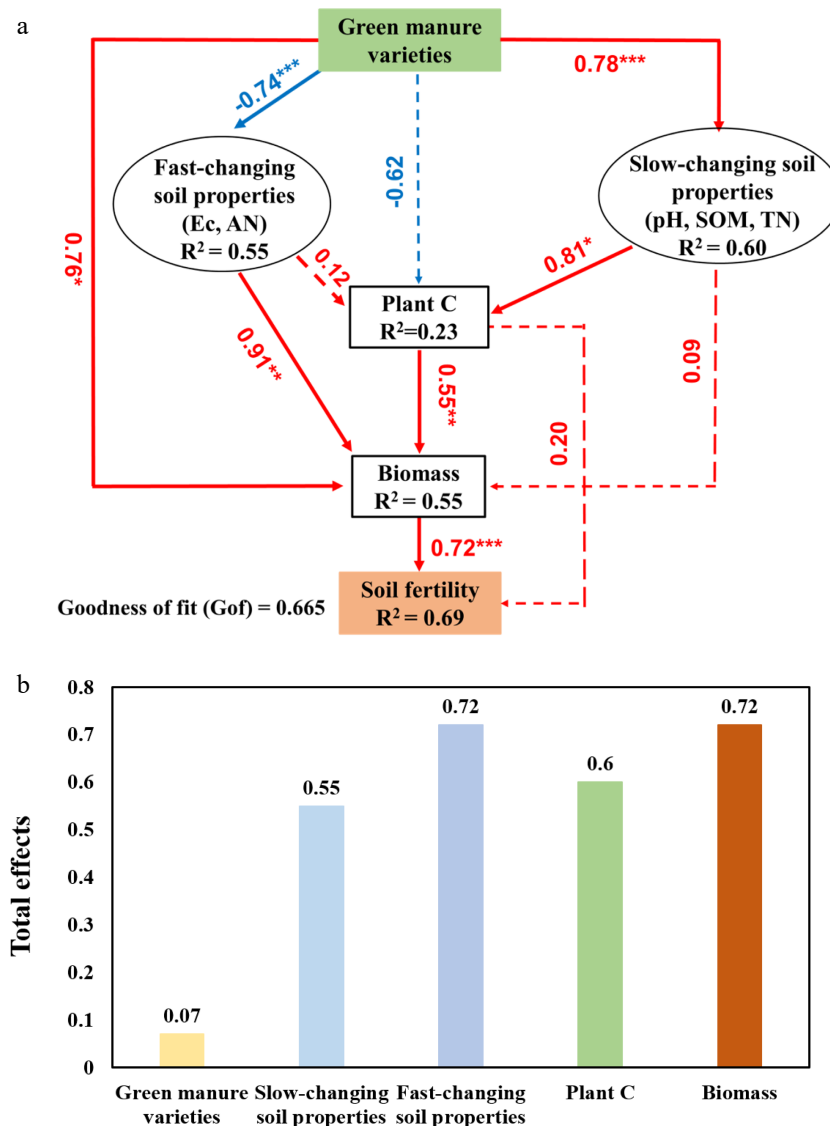 a
Green manure
varieties
0.78***
-0.74***
-0.62
Fast-changing
soil properties
(Ec, AN)
R² = 0.55
Slow-changing soil
properties
(pH, SOM, TN)
R² = 0.60
0.76*
0.12
0.81*
Plant C
R²=0.23
0.91**
0.55**
0.09
0.20
Biomass
R² = 0.55
0.72***
Soil fertility
R² = 0.69
Goodness of fit (Gof) = 0.665
b
Total effects
0.8
0.7
0.6
0.5
0.4
0.3
0.2
0.1
0
0.07
0.55
0.72
0.6
0.72
Green manure
varieties
Slow-changing
soil properties
Fast-changing
soil properties
Plant C
Biomass